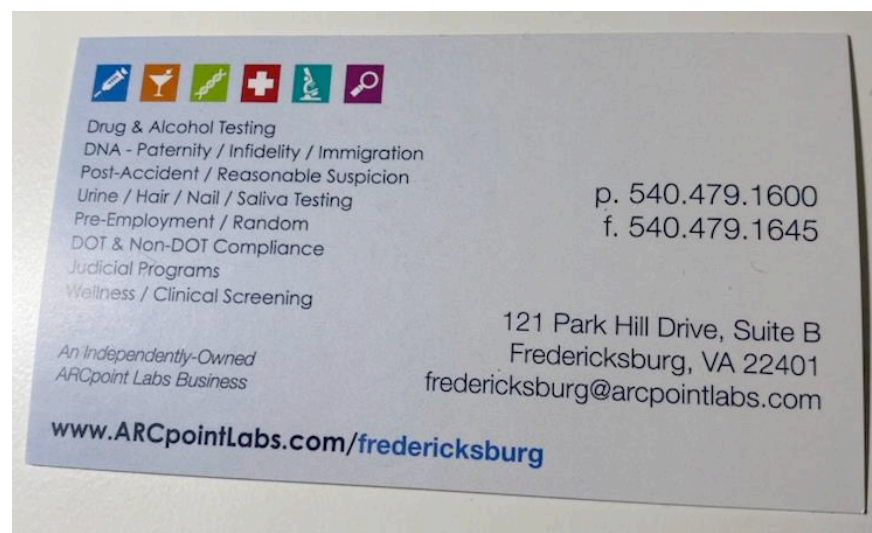 Drug & Alcohol Testing
DNA - Paternity / Infidelity / Immigration
Post-Accident / Reasonable Suspicion
Urine / Hair / Nail / Saliva Testing
Pre-Employment / Random
DOT & Non-DOT Compliance
Judicial Programs
Wellness / Clinical Screening
p. 540.479.1600
f. 540.479.1645
121 Park Hill Drive, Suite B
Fredericksburg, VA 22401
fredericksburg@arcpointlabs.com
An Independently-Owned
ARCpoint Labs Business
www.ARCpointLabs.com/fredericksburg